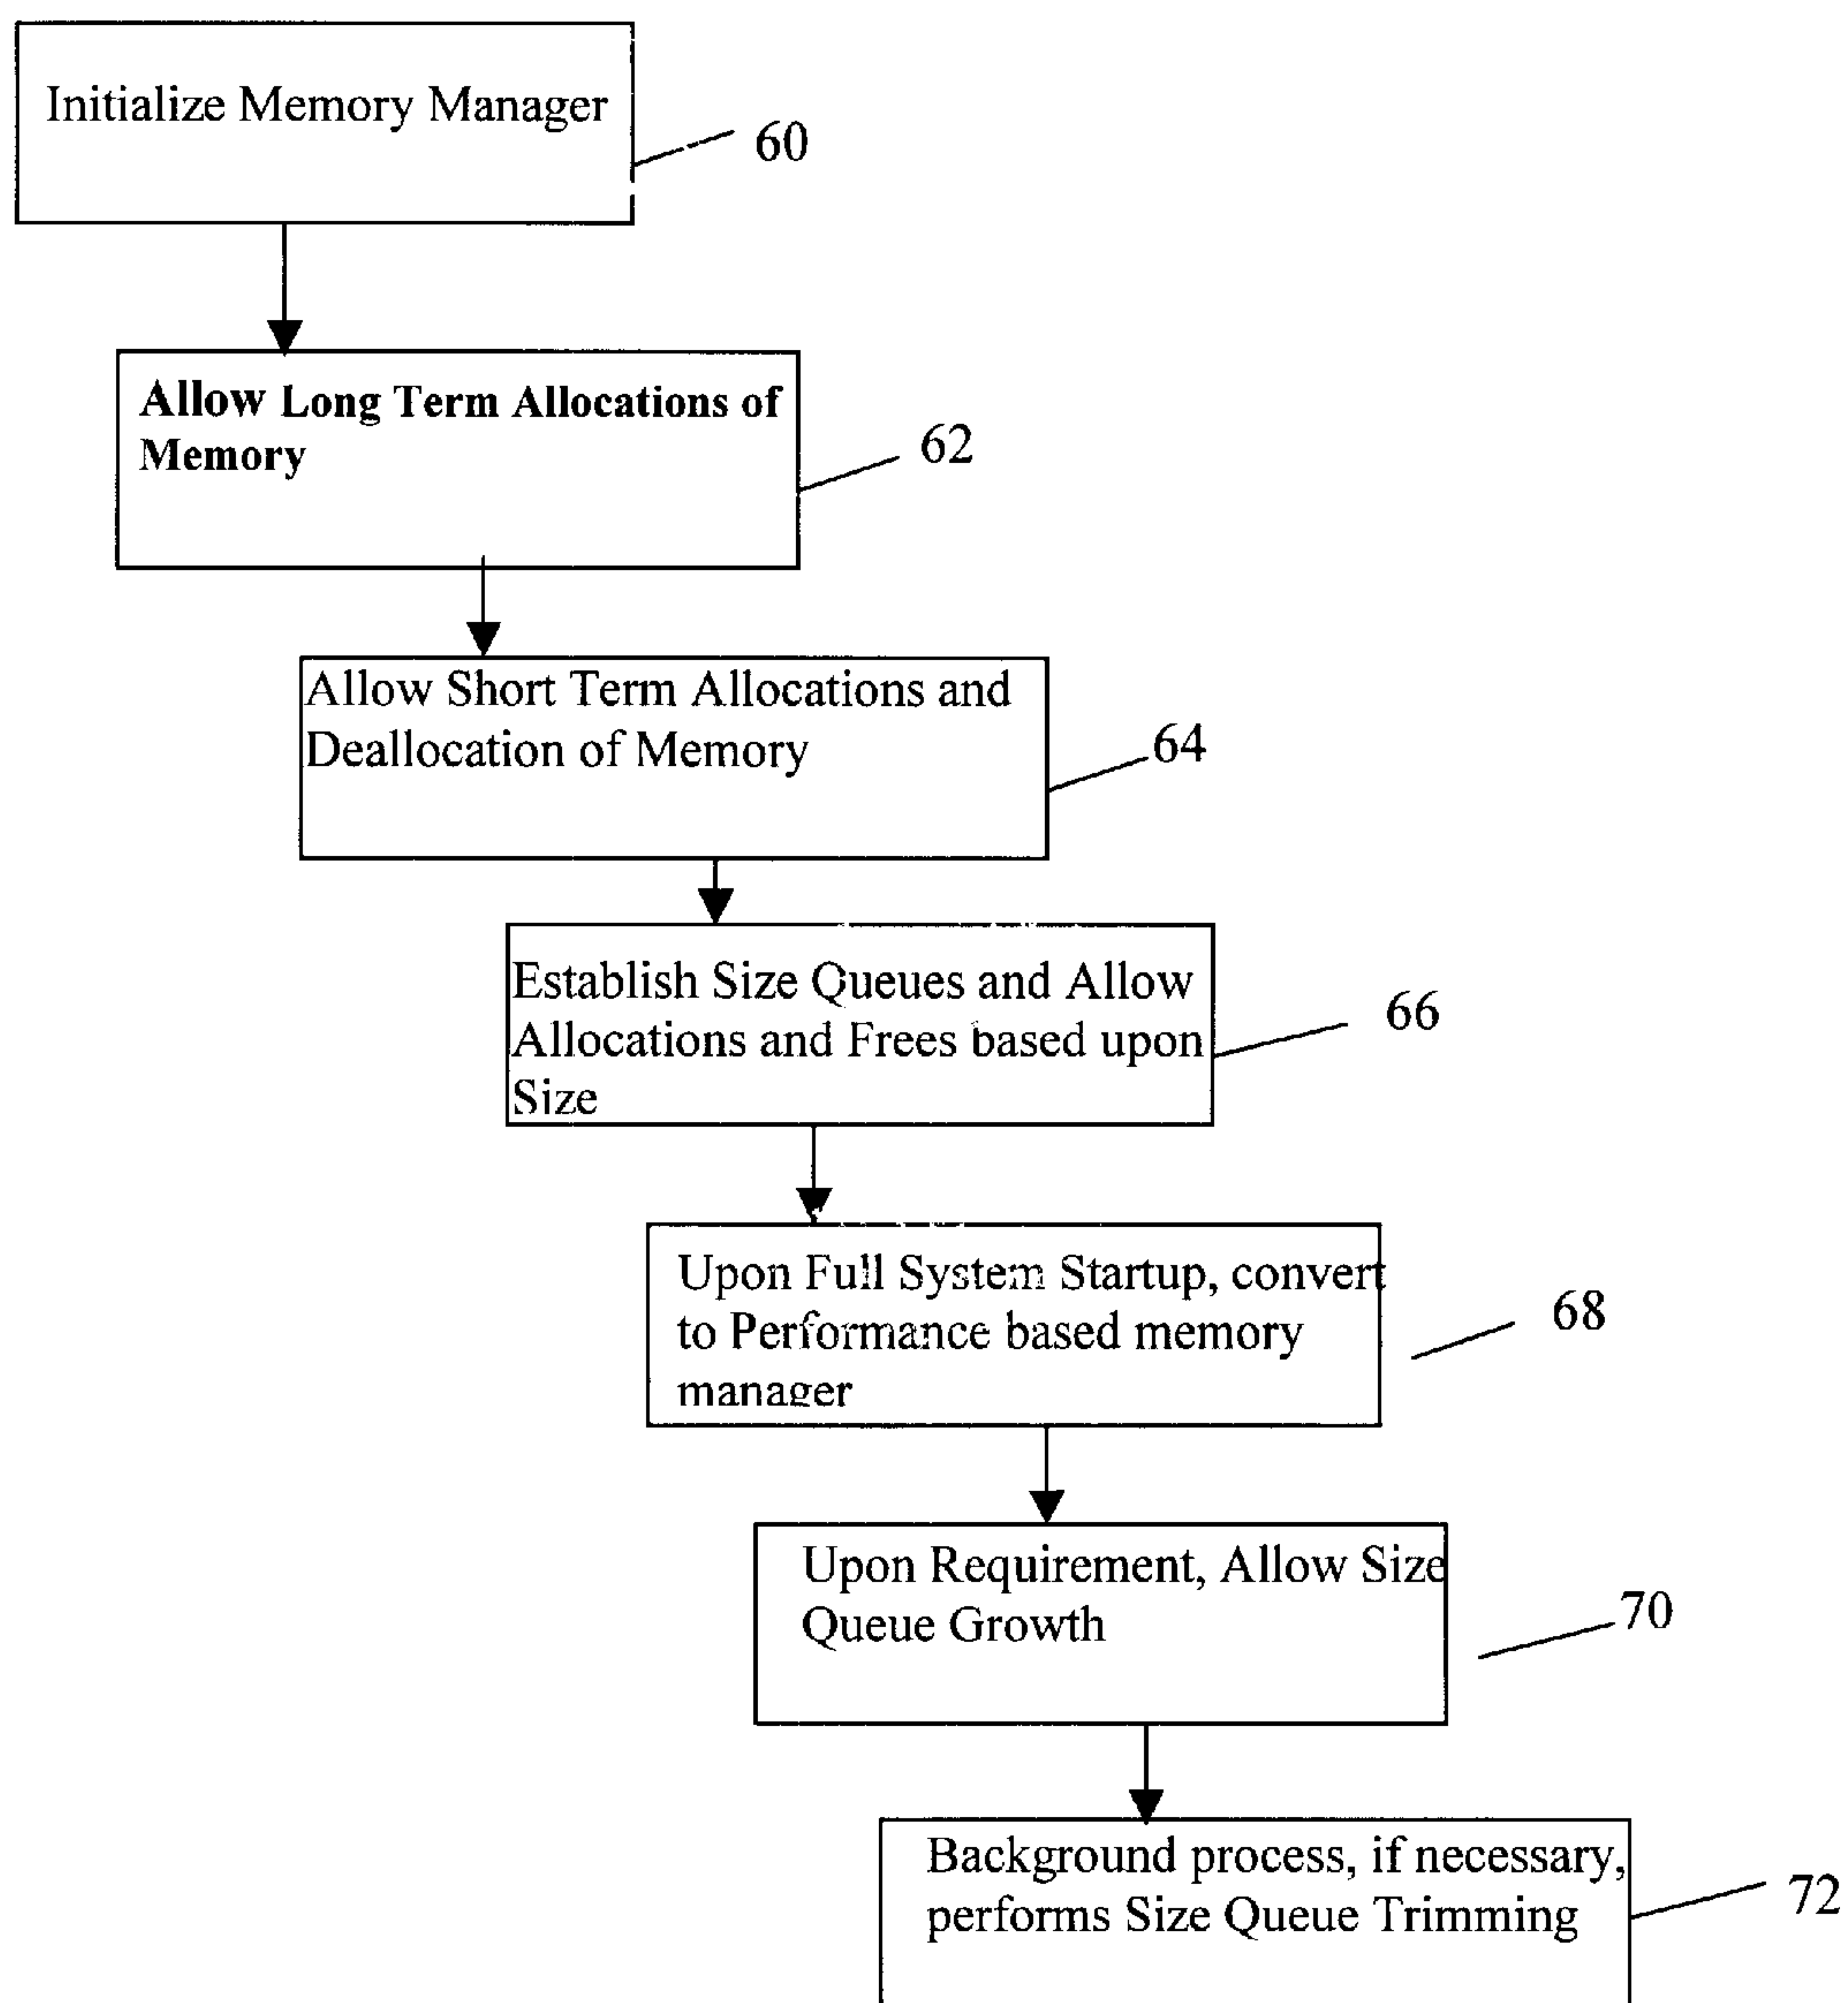 Initialize Memory Manager
60
Allow Long Term Allocations of
Memory
62
Allow Short Term Allocations and
Deallocation of Memory
64
Establish Size Queues and Allow
Allocations and Frees based upon
Size
66
Upon Full System Startup, convert
to Performance based memory
manager
68
Upon Requirement, Allow Size
Queue Growth
70
Background process, if necessary,
performs Size Queue Trimming
72